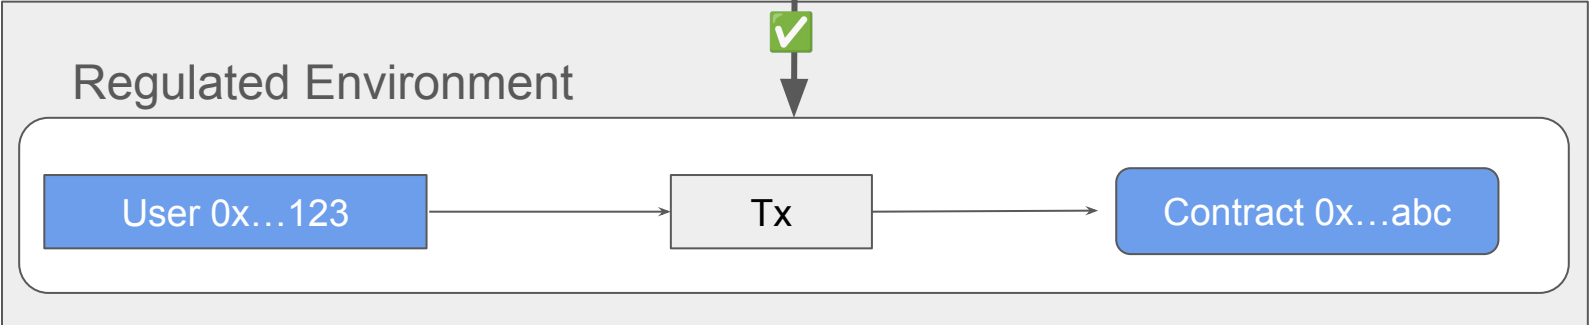 Regulated Environment
User 0x…123
Tx
Contract 0x…abc